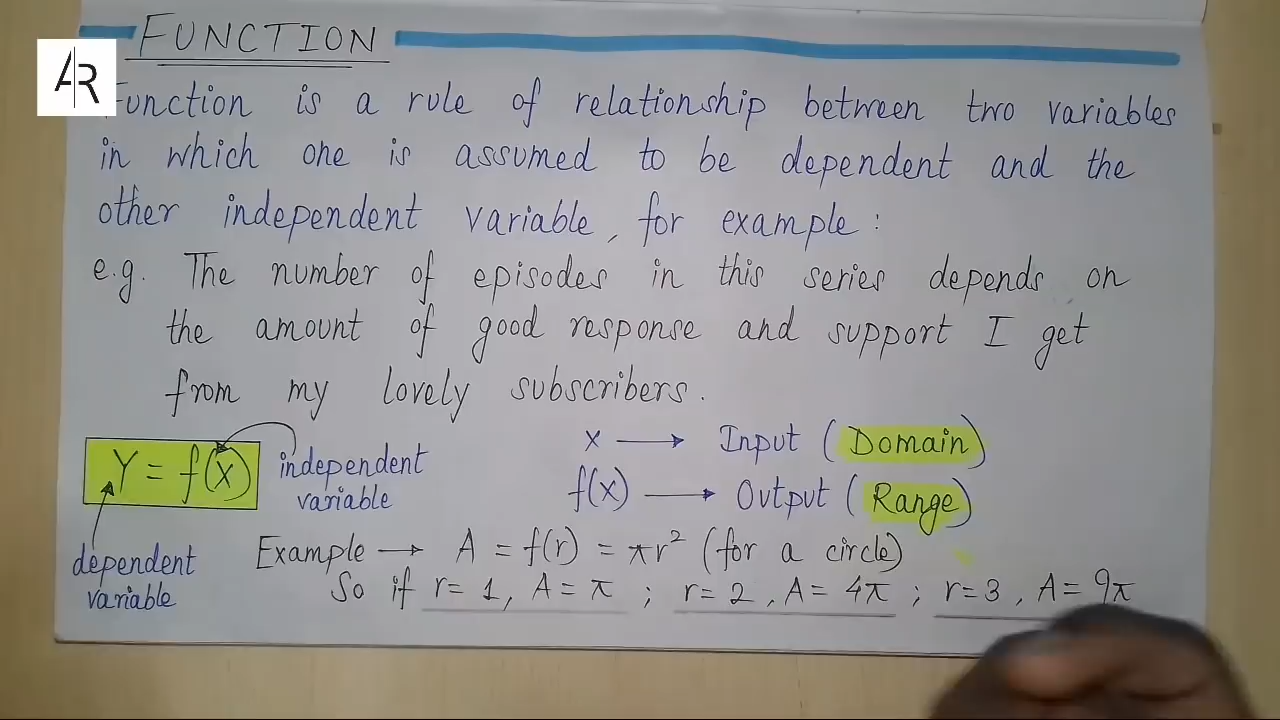 FUNCTION
AR
Function is a rule of relationship between two variables
in which one is assumed to be dependent and the
other independent variable, for example :
e.g. The number of episodes in this series depends on
the amount of good response and support I get
from my lovely subscribers.
Y = f(x)
independent
variable
dependent
variable
x → Input (Domain)
f(x) → Output (Range)
Example → A = f(r) = πr² (for a circle)
So if r = 1, A = π ; r = 2, A = 4π ; r = 3, A = 9π